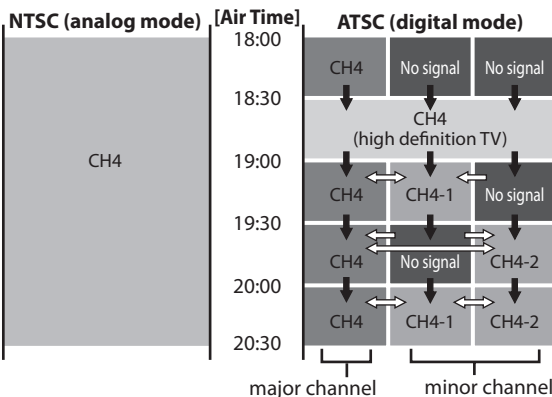 NTSC (analog mode) [Air Time] ATSC (digital mode)
18:00
CH4 No signal No signal
18:30
CH4
(high definition TV)
19:00
CH4
CH4 CH4-1 No signal
19:30
CH4 No signal CH4-2
20:00
CH4 CH4-1 CH4-2
20:30
major channel minor channel